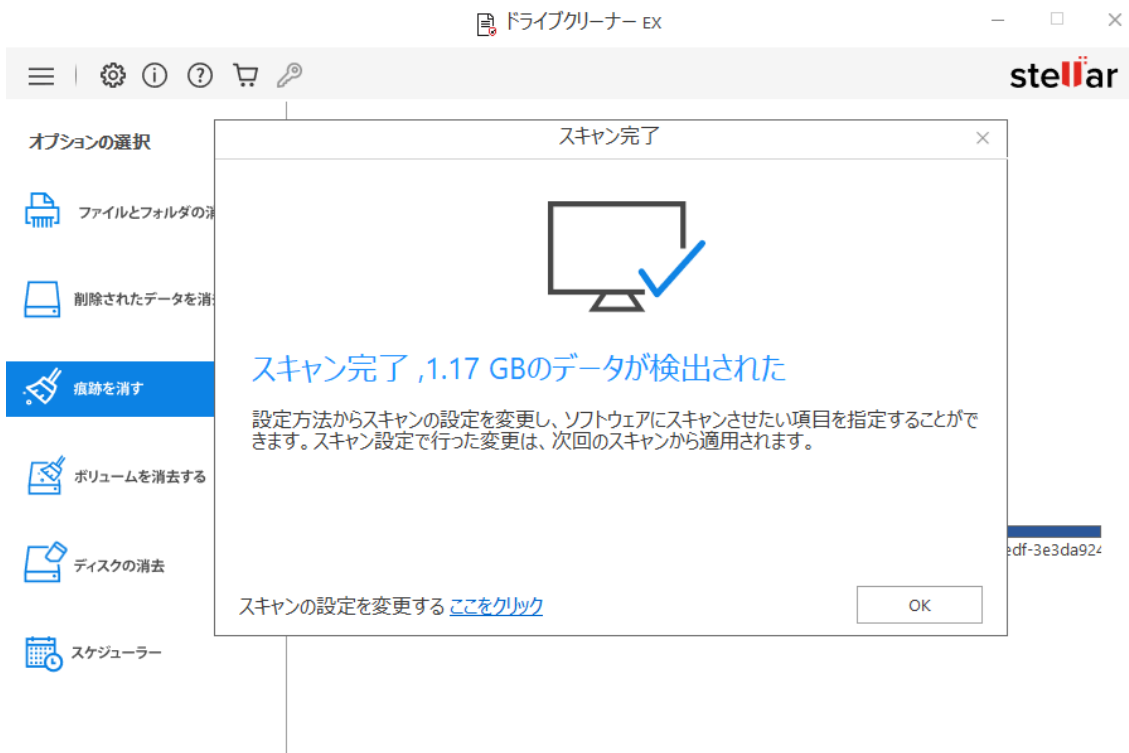 ドライブクリーナー EX
stellar
オプションの選択
ファイルとフォルダの
削除されたデータを消
痕跡を消す
ボリュームを消去する
ディスクの消去
スケジューラー
スキャン完了
スキャン完了 ,1.17 GBのデータが検出された
設定方法からスキャンの設定を変更し、ソフトウェアにスキャンさせたい項目を指定することがで
きます。スキャン設定で行った変更は、次回のスキャンから適用されます。
スキャンの設定を変更する ここをクリック
OK
edf-3e3da924